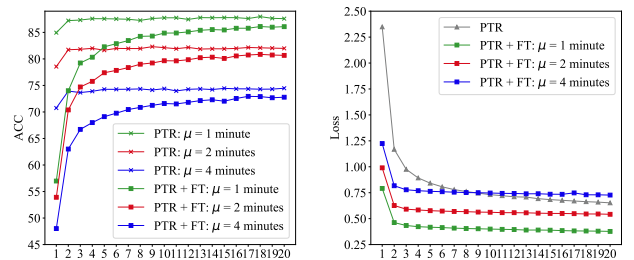 85
80
75
70
65
60
55
50
45
ACC
PTR: μ = 1 minute
PTR: μ = 2 minutes
PTR: μ = 4 minutes
PTR + FT: μ = 1 minute
PTR + FT: μ = 2 minutes
PTR + FT: μ = 4 minutes
1 2 3 4 5 6 7 8 9 10 11 12 13 14 15 16 17 18 19 20
2.50
2.25
2.00
1.75
1.50
1.25
1.00
0.75
0.50
0.25
Loss
PTR
PTR + FT: μ = 1 minute
PTR + FT: μ = 2 minutes
PTR + FT: μ = 4 minutes
1 2 3 4 5 6 7 8 9 10 11 12 13 14 15 16 17 18 19 20